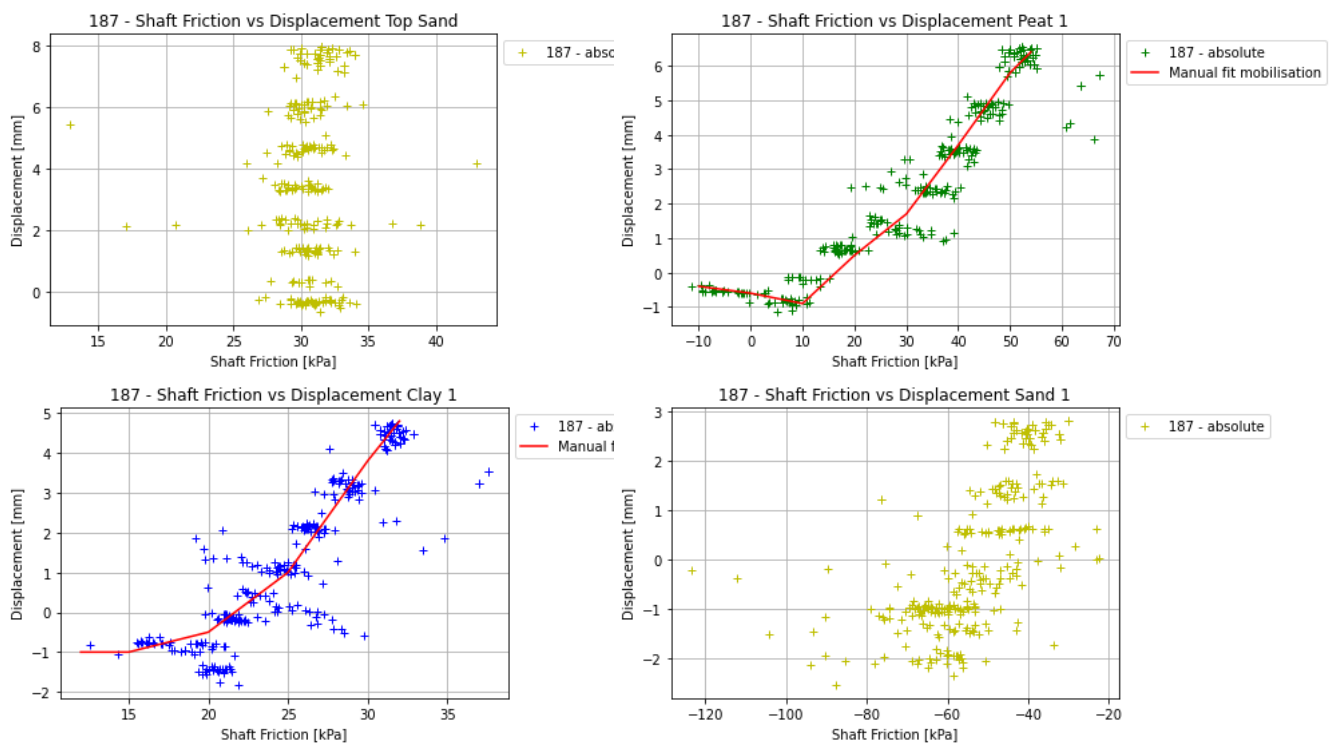 187 - Shaft Friction vs Displacement Top Sand
187 - abso
Displacement [mm]
8
6
4
2
0
15 20 25 30 35 40
Shaft Friction [kPa]
187 - Shaft Friction vs Displacement Peat 1
187 - absolute
Manual fit mobilisation
Displacement [mm]
6
5
4
3
2
1
0
−1
−10 0 10 20 30 40 50 60 70
Shaft Friction [kPa]
187 - Shaft Friction vs Displacement Clay 1
187 - ab
Manual f
Displacement [mm]
5
4
3
2
1
0
−1
−2
15 20 25 30 35
Shaft Friction [kPa]
187 - Shaft Friction vs Displacement Sand 1
187 - absolute
Displacement [mm]
3
2
1
0
−1
−2
−120 −100 −80 −60 −40 −20
Shaft Friction [kPa]